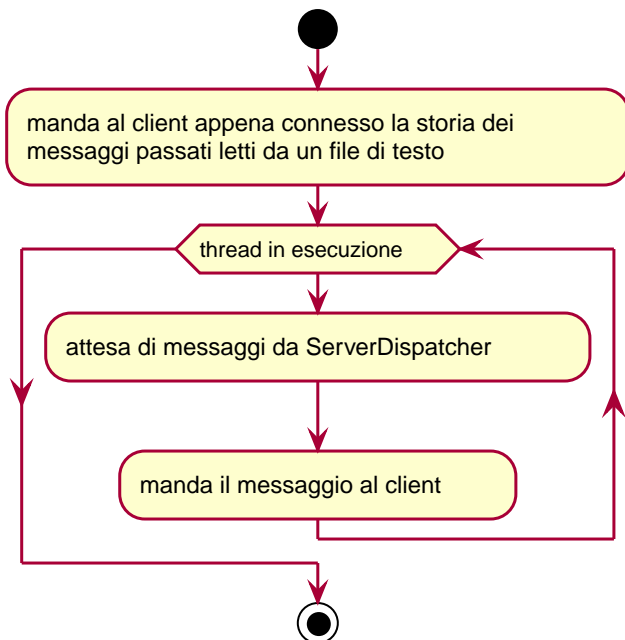 manda al client appena connesso la storia dei
messaggi passati letti da un file di testo
thread in esecuzione
attesa di messaggi da ServerDispatcher
manda il messaggio al client